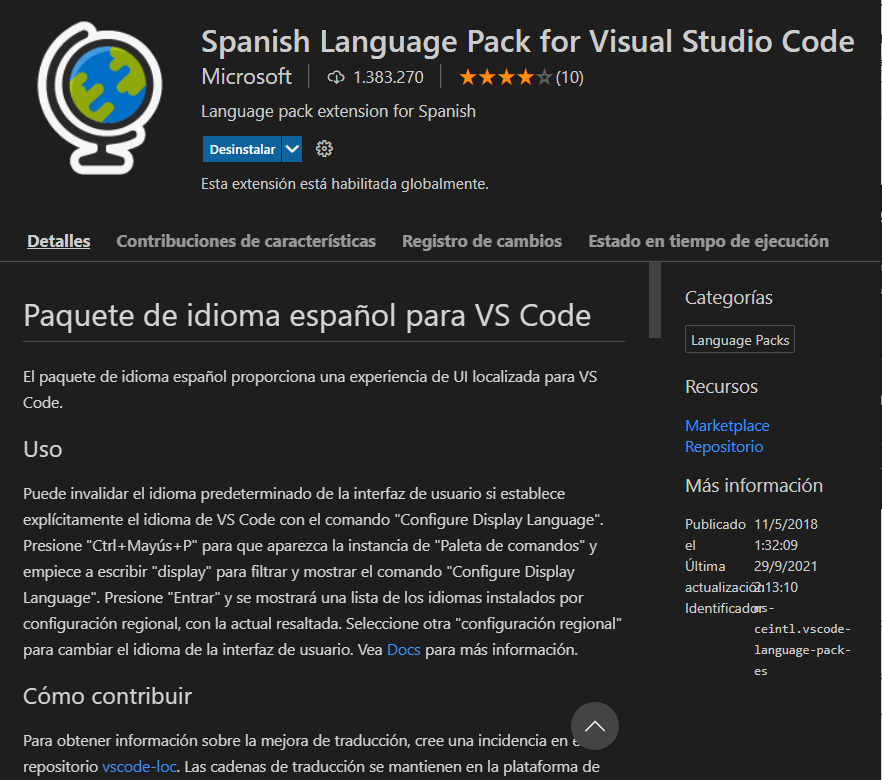 Spanish Language Pack for Visual Studio Code
Microsoft
1.383.270
(10)
Language pack extension for Spanish
Desinstalar
Esta extensión está habilitada globalmente.
Detalles
Contribuciones de características
Registro de cambios
Estado en tiempo de ejecución
Paquete de idioma español para VS Code
El paquete de idioma español proporciona una experiencia de UI localizada para VS
Code.
Uso
Puede invalidar el idioma predeterminado de la interfaz de usuario si establece
explícitamente el idioma de VS Code con el comando "Configure Display Language".
Presione "Ctrl+Mayús+P" para que aparezca la instancia de "Paleta de comandos" y
empiece a escribir "display" para filtrar y mostrar el comando "Configure Display
Language". Presione "Entrar" y se mostrará una lista de los idiomas instalados por
configuración regional, con la actual resaltada. Seleccione otra "configuración regional"
para cambiar el idioma de la interfaz de usuario. Vea Docs para más información.
Cómo contribuir
Para obtener información sobre la mejora de traducción, cree una incidencia en
repositorio vscode-loc. Las cadenas de traducción se mantienen en la plataforma de
Categorías
Language Packs
Recursos
Marketplace
Repositorio
Más información
Publicado 11/5/2018
el 1:32:09
Última 29/9/2021
actualización 2:13:10
Identificador ms-
ceintl.vscode-
language-pack-
es